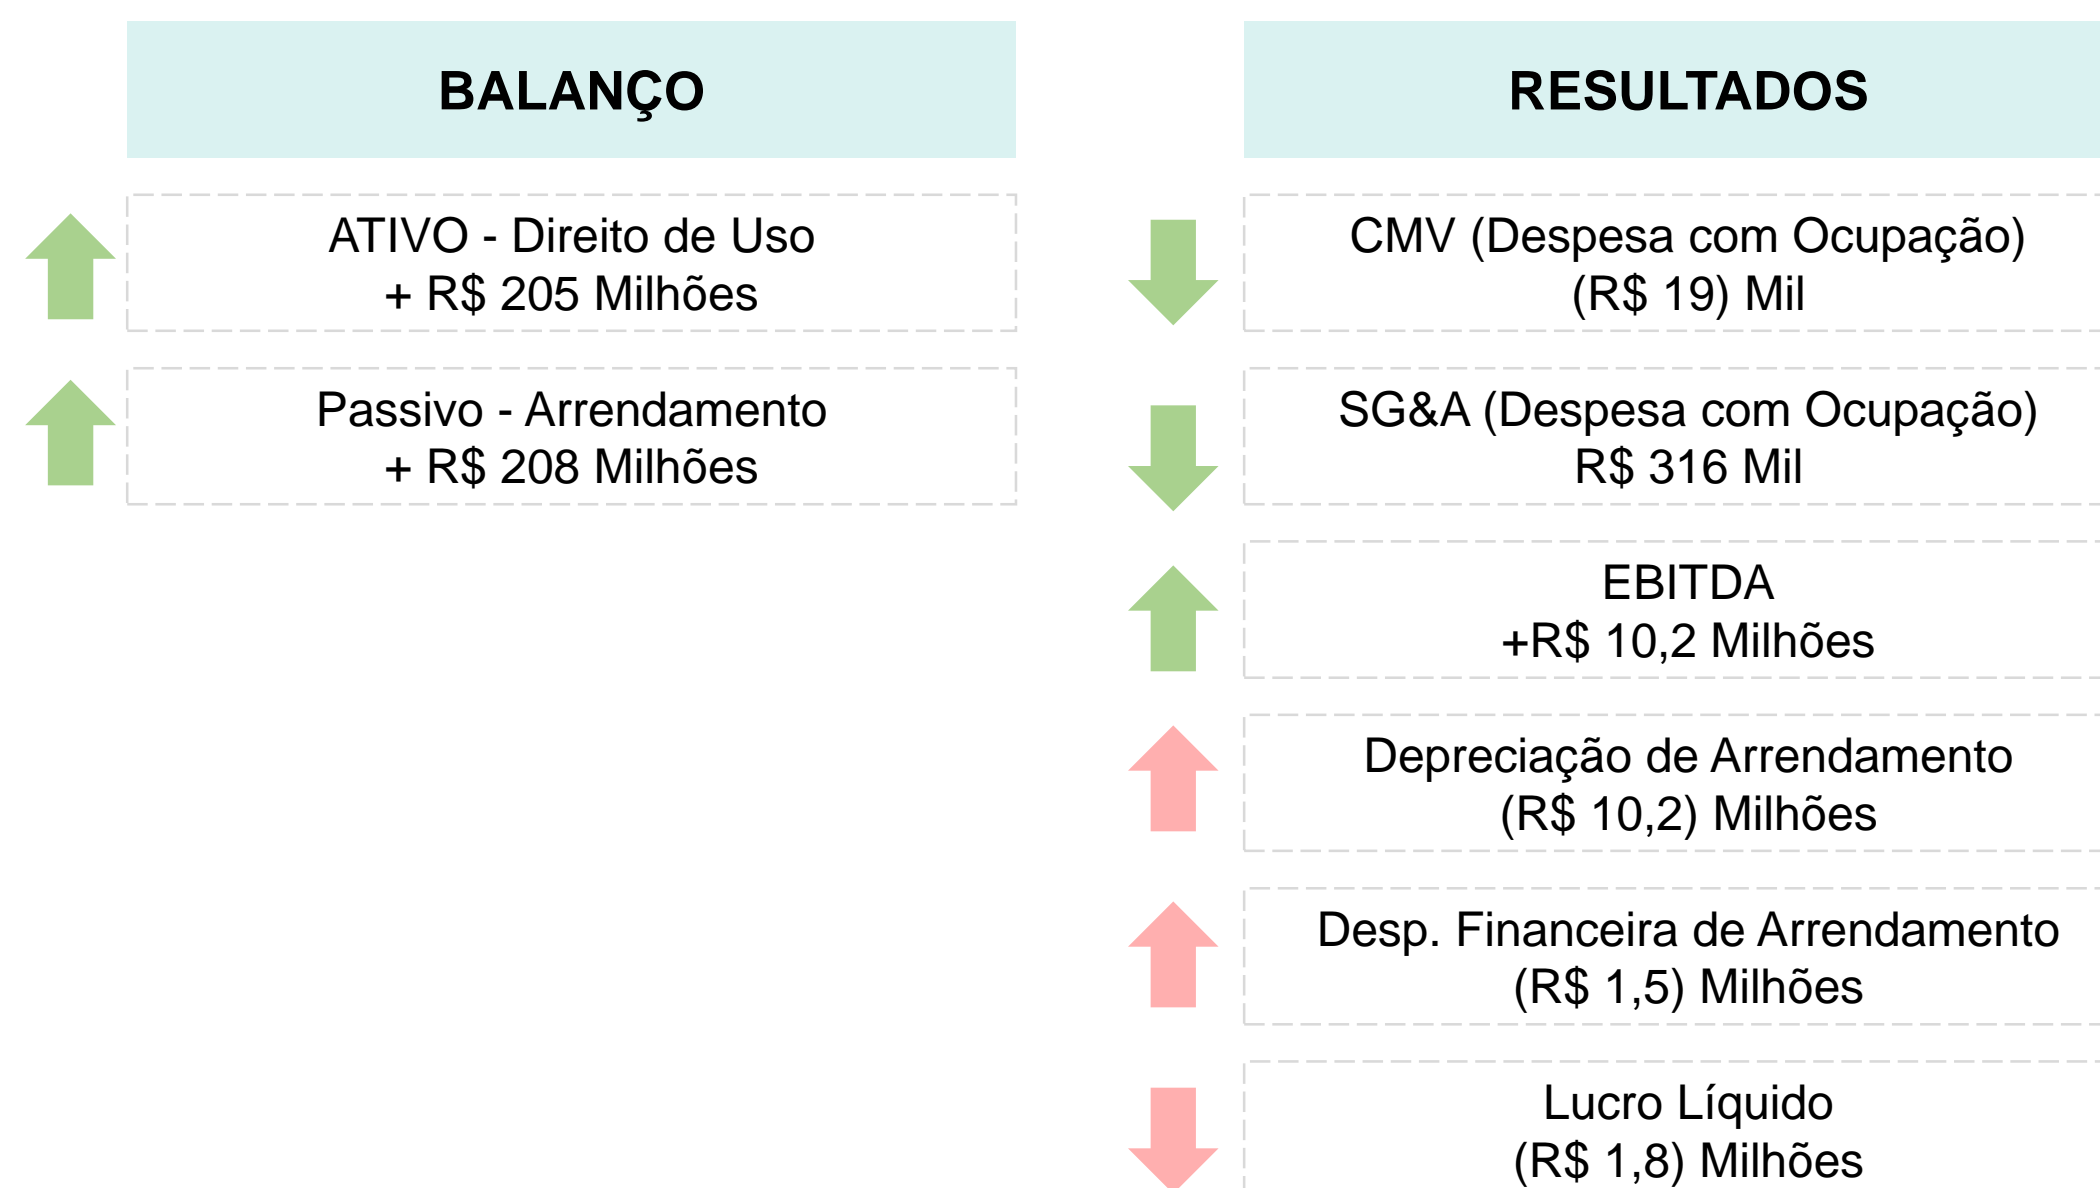 BALANÇO
ATIVO - Direito de Uso
+ R$ 205 Milhões
Passivo - Arrendamento
+ R$ 208 Milhões
RESULTADOS
CMV (Despesa com Ocupação)
(R$ 19) Mil
SG&A (Despesa com Ocupação)
R$ 316 Mil
EBITDA
+R$ 10,2 Milhões
Depreciação de Arrendamento
(R$ 10,2) Milhões
Desp. Financeira de Arrendamento
(R$ 1,5) Milhões
Lucro Líquido
(R$ 1,8) Milhões